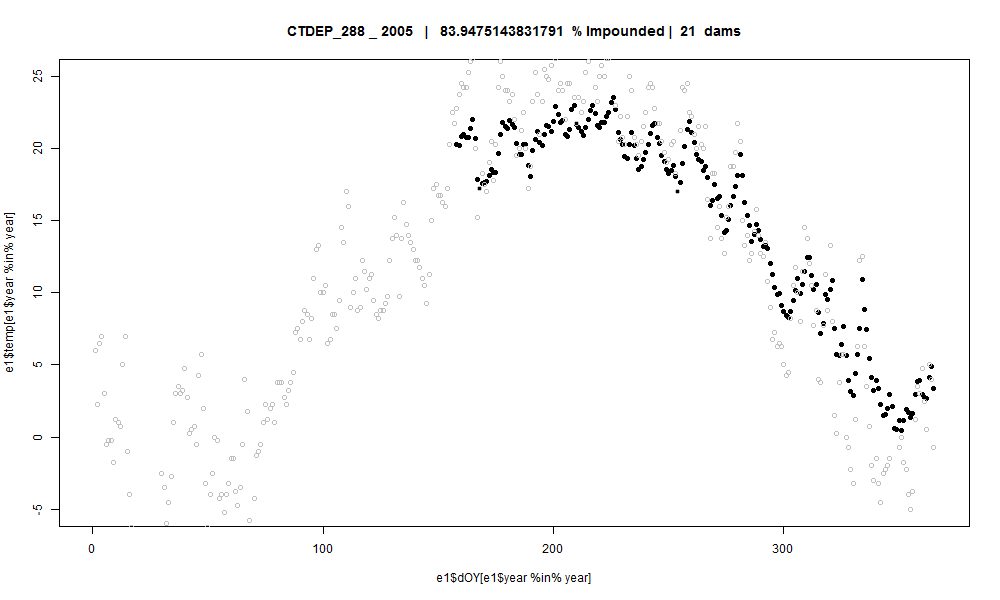 CTDEP_288 _ 2005 | 83.9475143831791 % Impounded | 21 dams
25
20
15
10
5
0
-5
e1$temp[e1$year %in% year]
0 100 200 300
e1$dOY[e1$year %in% year]